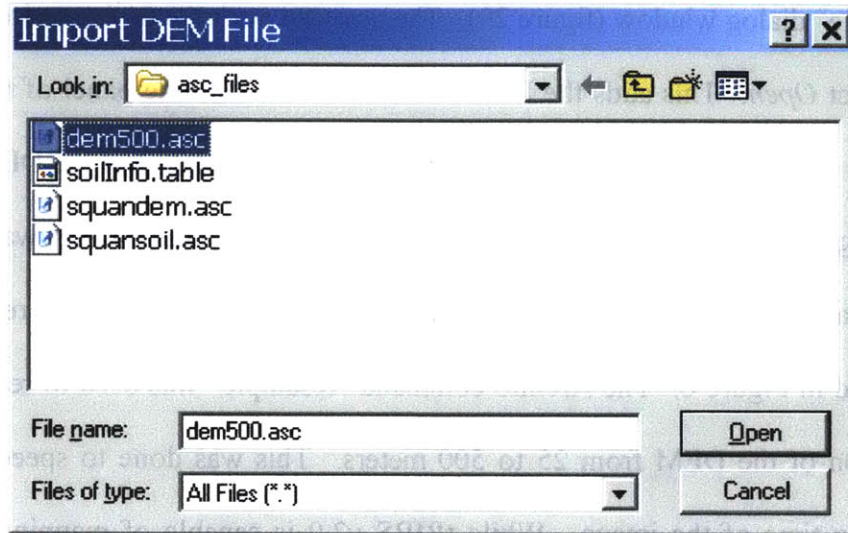 Import DEM File
Look in: asc_files
dem500.asc
soilInfo.table
squandem.asc
squansoil.asc
File name: dem500.asc
Open
Files of type: All Files (*.*)
Cancel